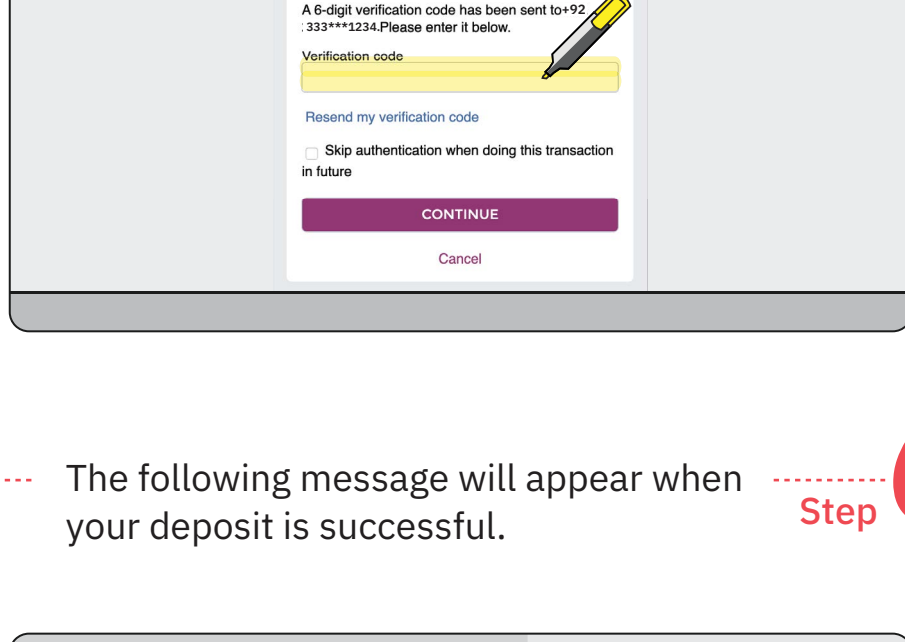 A 6-digit verification code has been sent to+92
333***1234.Please enter it below.
Verification code
Resend my verification code
Skip authentication when doing this transaction
in future
CONTINUE
Cancel
The following message will appear when
your deposit is successful.
Step